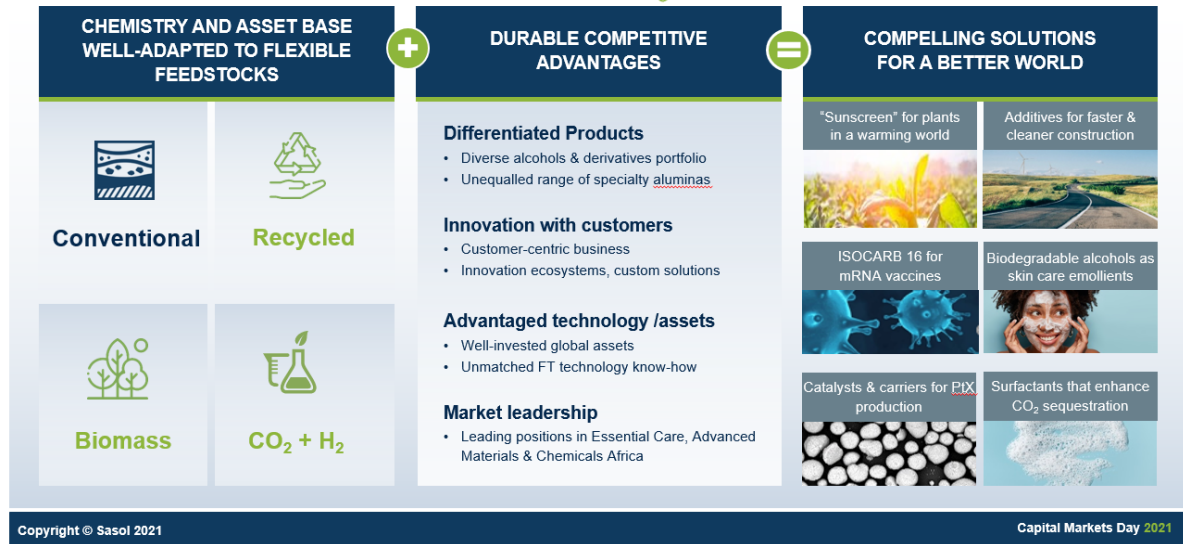 CHEMISTRY AND ASSET BASE
WELL-ADAPTED TO FLEXIBLE
FEEDSTOCKS
+
DURABLE COMPETITIVE
ADVANTAGES
=
COMPELLING SOLUTIONS
FOR A BETTER WORLD
Conventional
Recycled
Biomass
CO₂ + H₂
Differentiated Products
• Diverse alcohols & derivatives portfolio
• Unequalled range of specialty aluminas
Innovation with customers
• Customer-centric business
• Innovation ecosystems, custom solutions
Advantaged technology /assets
• Well-invested global assets
• Unmatched FT technology know-how
Market leadership
• Leading positions in Essential Care, Advanced
Materials & Chemicals Africa
"Sunscreen" for plants
in a warming world
Additives for faster &
cleaner construction
ISOCARB 16 for
mRNA vaccines
Biodegradable alcohols as
skin care emollients
Catalysts & carriers for PtX
production
Surfactants that enhance
CO₂ sequestration
Copyright © Sasol 2021
Capital Markets Day 2021